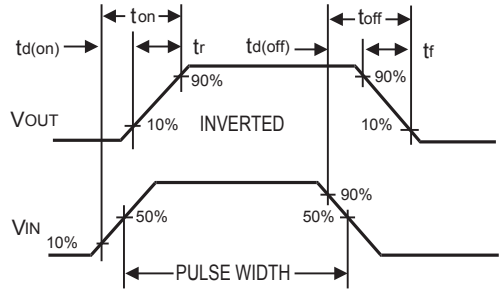 ton toff
td(on) tr td(off) tf
90% 90%
VOUT 10% INVERTED 10%
90%
50% 50%
VIN 10%
PULSE WIDTH